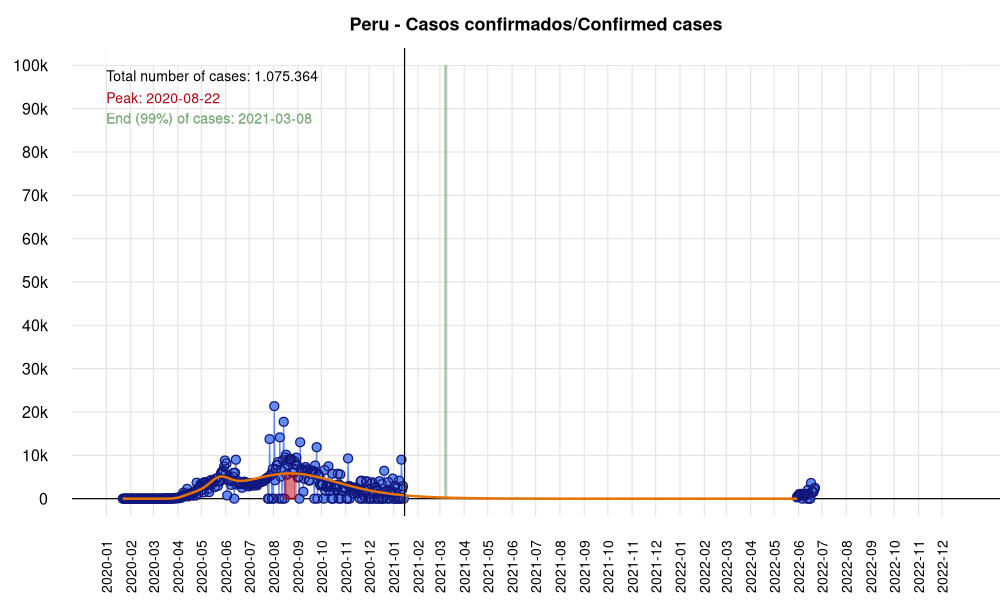 Peru - Casos confirmados/Confirmed cases
Total number of cases: 1.075.364
Peak: 2020-08-22
End (99%) of cases: 2021-03-08
100k
90k
80k
70k
60k
50k
40k
30k
20k
10k
0
2020-01
2020-02
2020-03
2020-04
2020-05
2020-06
2020-07
2020-08
2020-09
2020-10
2020-11
2020-12
2021-01
2021-02
2021-03
2021-04
2021-05
2021-06
2021-07
2021-08
2021-09
2021-10
2021-11
2021-12
2022-01
2022-02
2022-03
2022-04
2022-05
2022-06
2022-07
2022-08
2022-09
2022-10
2022-11
2022-12